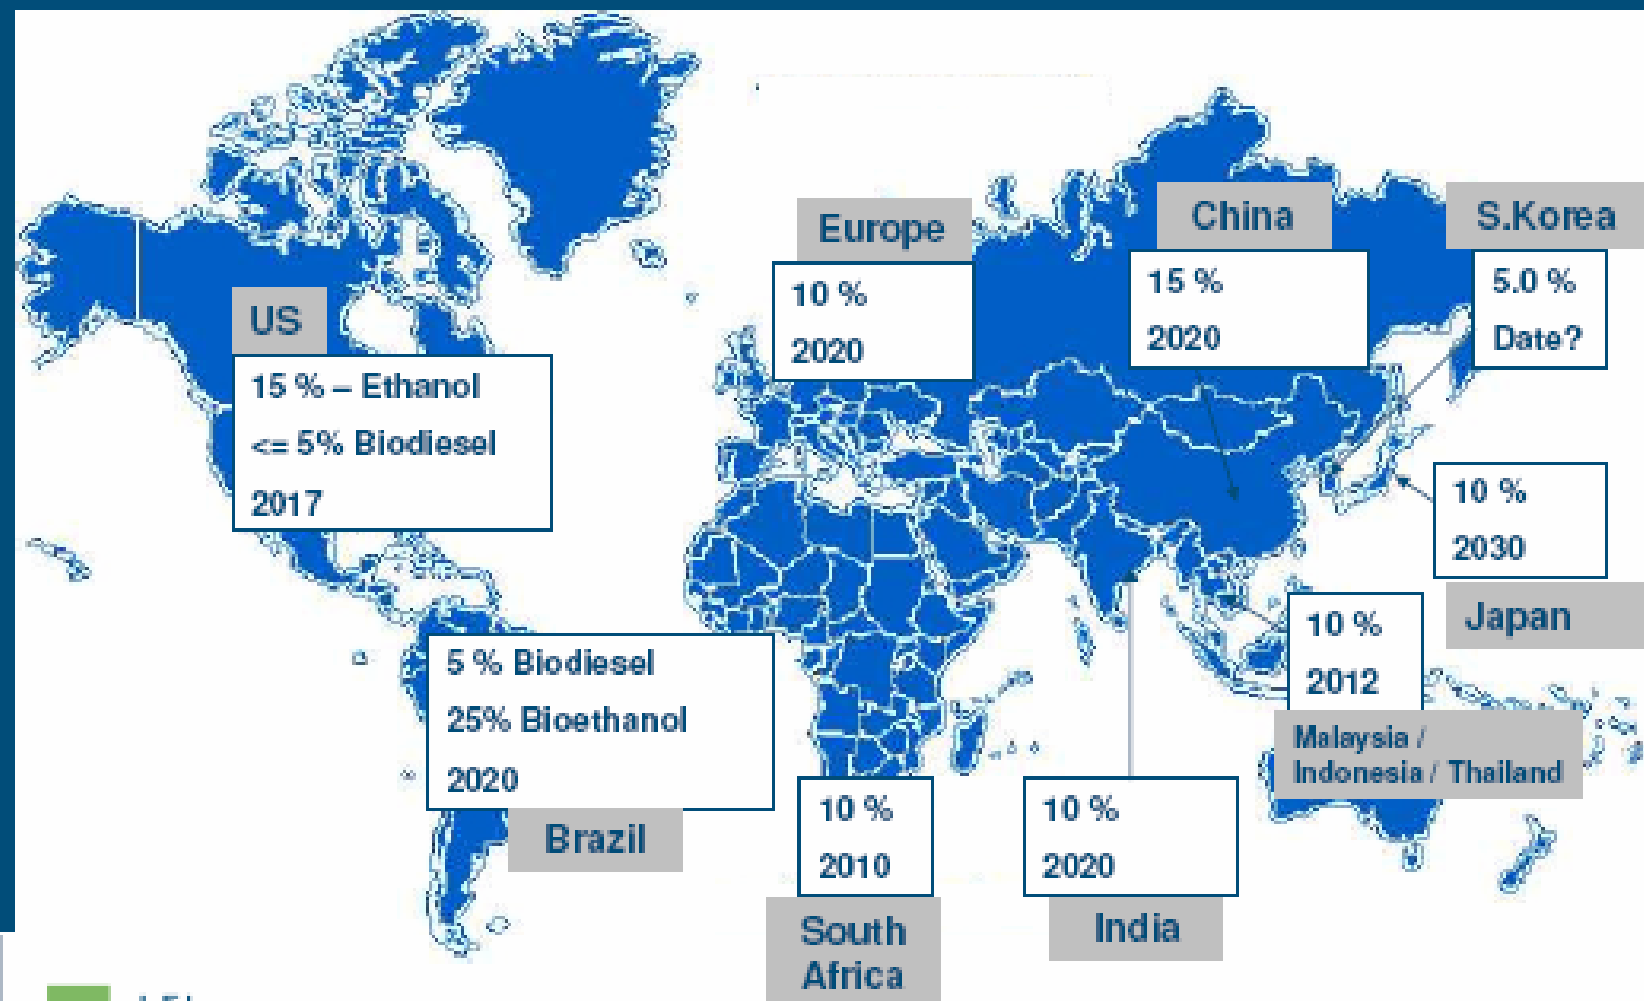 Europe
10 %
2020
China
15 %
2020
S.Korea
5.0 %
Date?
US
15 % – Ethanol
<= 5% Biodiesel
2017
10 %
2030
Japan
10 %
2012
Malaysia /
Indonesia / Thailand
5 % Biodiesel
25% Bioethanol
2020
Brazil
10 %
2010
South
Africa
10 %
2020
India